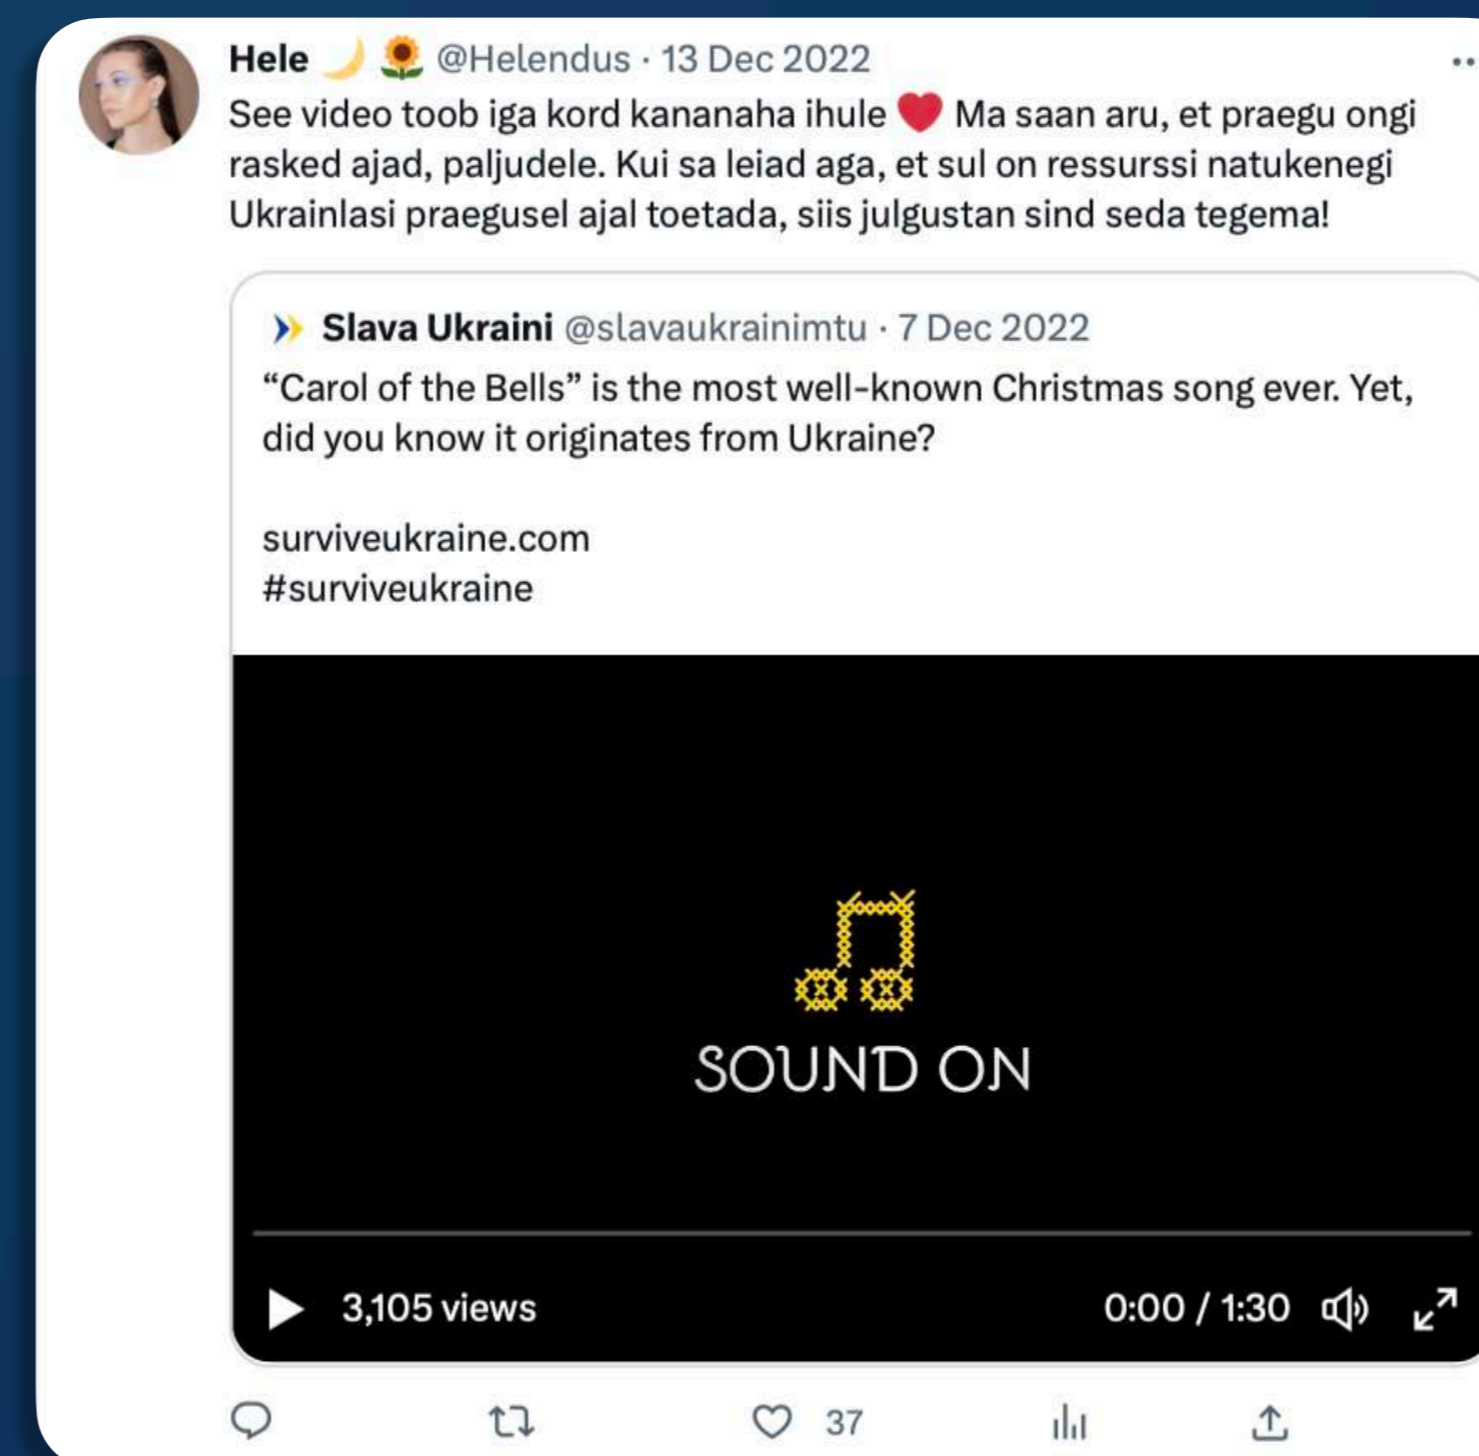 Hele 🌙 🌻 @Helendus · 13 Dec 2022
See video toob iga kord kananaha ihule ❤️ Ma saan aru, et praegu ongi
rasked ajad, paljudele. Kui sa leiad aga, et sul on ressurssi natukenegi
Ukrainlasi praegusel ajal toetada, siis julgustan sind seda tegema!
Slava Ukraini @slavaukrainimtu · 7 Dec 2022
“Carol of the Bells” is the most well-known Christmas song ever. Yet,
did you know it originates from Ukraine?
surviveukraine.com
#surviveukraine
SOUND ON
3,105 views 0:00 / 1:30
37